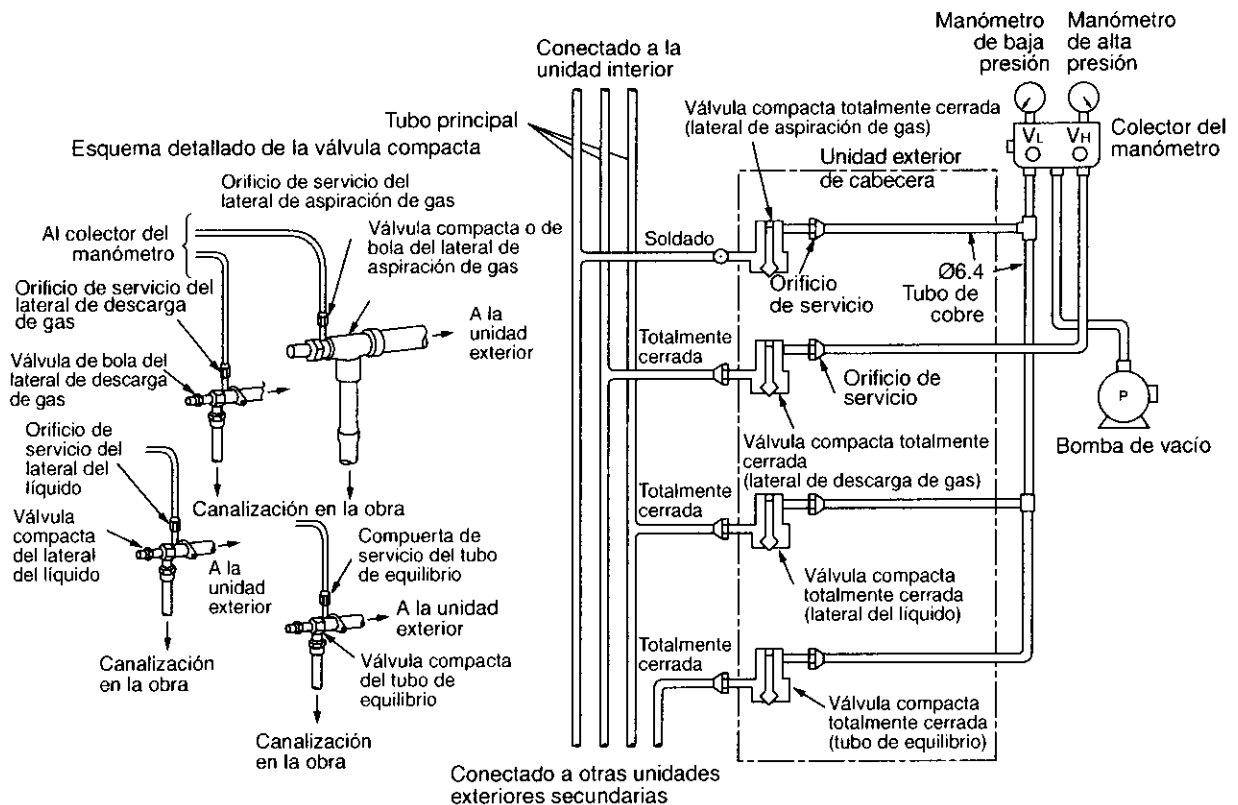 Manómetro
de baja
presión
Manómetro
de alta
presión
Conectado a la
unidad interior
Tubo principal
Válvula compacta totalmente cerrada
(lateral de aspiración de gas)
VL
VH
Colector del
manómetro
Esquema detallado de la válvula compacta
Unidad exterior
de cabecera
Orificio de servicio del
lateral de aspiración de gas
Al colector del
manómetro
Válvula compacta o de
bola del lateral de
aspiración de gas
Soldado
Orificio
de servicio
Ø6.4
Tubo de
cobre
Orificio de servicio del
lateral de descarga
de gas
A la
unidad
exterior
Totalmente
cerrada
Válvula de bola del
lateral de descarga
de gas
Orificio de
servicio
P
Bomba de vacío
Orificio de
servicio del
lateral del
líquido
Válvula compacta totalmente
cerrada
(lateral de descarga de gas)
Canalización en la obra
Totalmente
cerrada
Válvula
compacta
del lateral
del líquido
A la
unidad
exterior
Compuerta de
servicio del tubo
de equilibrio
Válvula compacta
totalmente cerrada
(lateral del líquido)
A la unidad
exterior
Canalización
en la obra
Válvula compacta
del tubo de
equilibrio
Totalmente
cerrada
Válvula compacta
totalmente cerrada
(tubo de equilibrio)
Canalización
en la obra
Conectado a otras unidades
exteriores secundarias